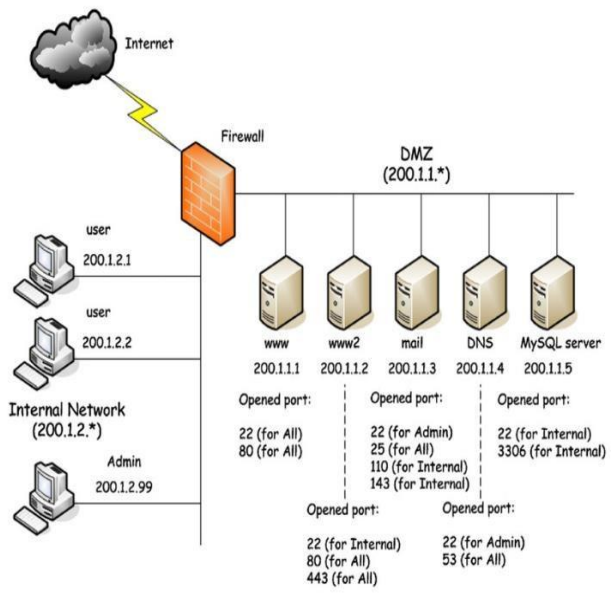 Internet
Firewall
DMZ
(200.1.1.*)
user
200.1.2.1
user
200.1.2.2
Internal Network
(200.1.2.*)
Admin
200.1.2.99
www
200.1.1.1
Opened port:
22 (for All)
80 (for All)
www2
200.1.1.2
Opened port:
22 (for Internal)
80 (for All)
443 (for All)
mail
200.1.1.3
Opened port:
22 (for Admin)
25 (for All)
110 (for Internal)
143 (for Internal)
DNS
200.1.1.4
Opened port:
22 (for Admin)
53 (for All)
MySQL server
200.1.1.5
Opened port:
22 (for Internal)
3306 (for Internal)